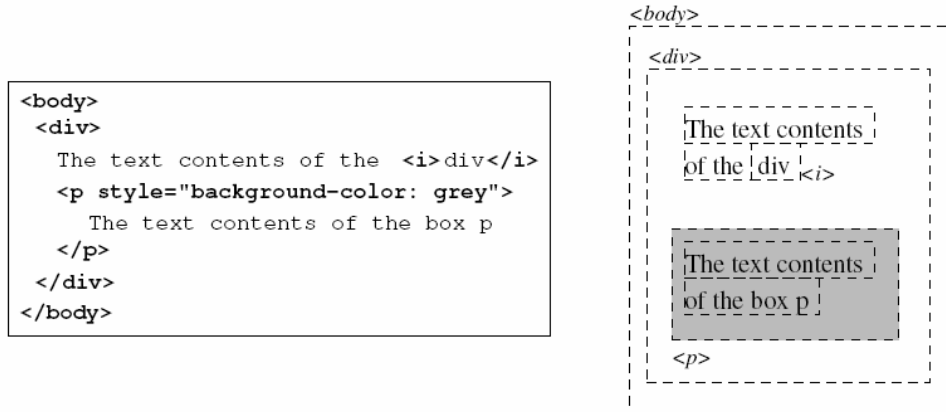 <body>
<div>
The text contents of the <i>div</i>
<p style="background-color: grey">
The text contents of the box p
</p>
</div>
</body>
<body>
<div>
The text contents
of the div <i>
The text contents
of the box p
<p>